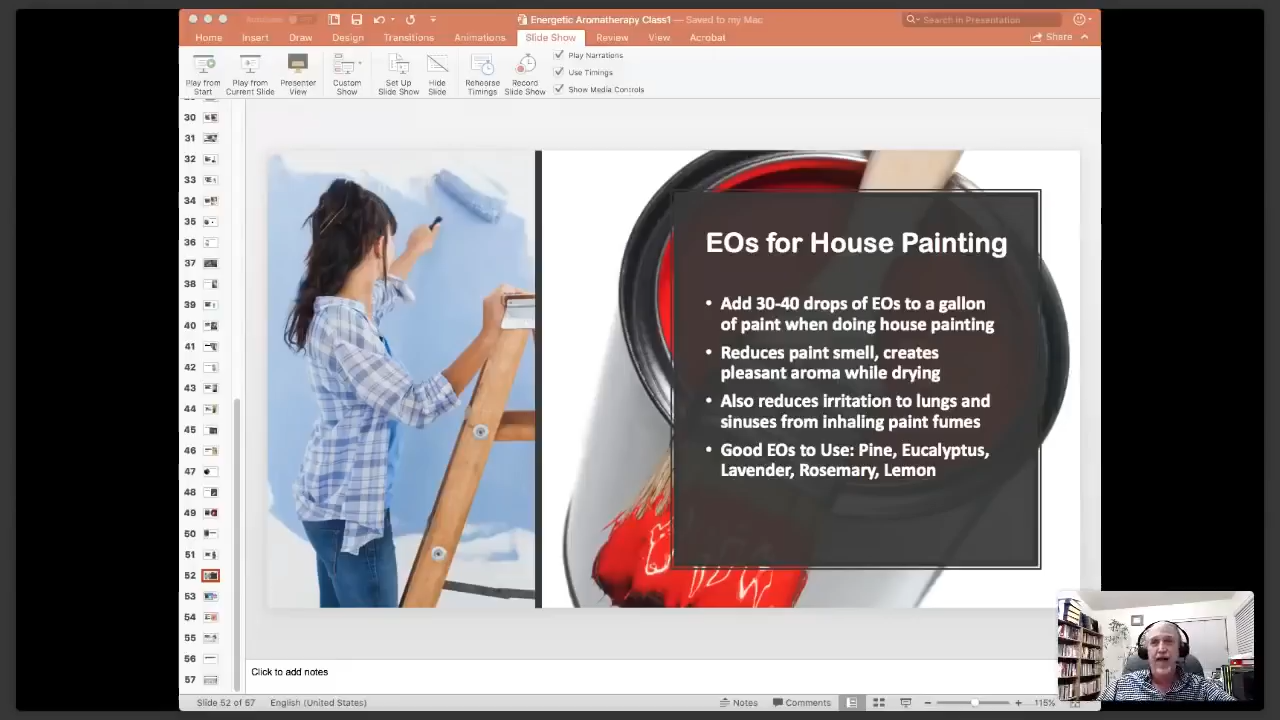 Energetic Aromatherapy Class1 — Saved to my Mac
Search in Presentation
Home Insert Draw Design Transitions Animations Slide Show Review View Acrobat
Share
Play from Start
Play from Current Slide
Presenter View
Custom Show
Set Up Slide Show
Hide Slide
Rehearse Timings
Record Slide Show
Play Narrations
Use Timings
Show Media Controls
30
31
32
33
34
35
36
37
38
39
40
41
42
43
44
45
46
47
48
49
50
51
52
53
54
55
56
57
EOs for House Painting
• Add 30-40 drops of EOs to a gallon
of paint when doing house painting
• Reduces paint smell, creates
pleasant aroma while drying
• Also reduces irritation to lungs and
sinuses from inhaling paint fumes
• Good EOs to Use: Pine, Eucalyptus,
Lavender, Rosemary, Lemon
Click to add notes
Slide 52 of 57 English (United States) Notes Comments 115%